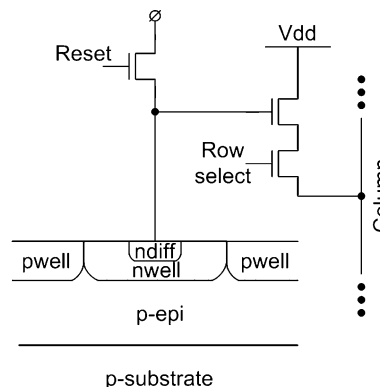 Vdd
Reset
Row
select
Column
ndiff
pwell
nwell
pwell
p-epi
p-substrate